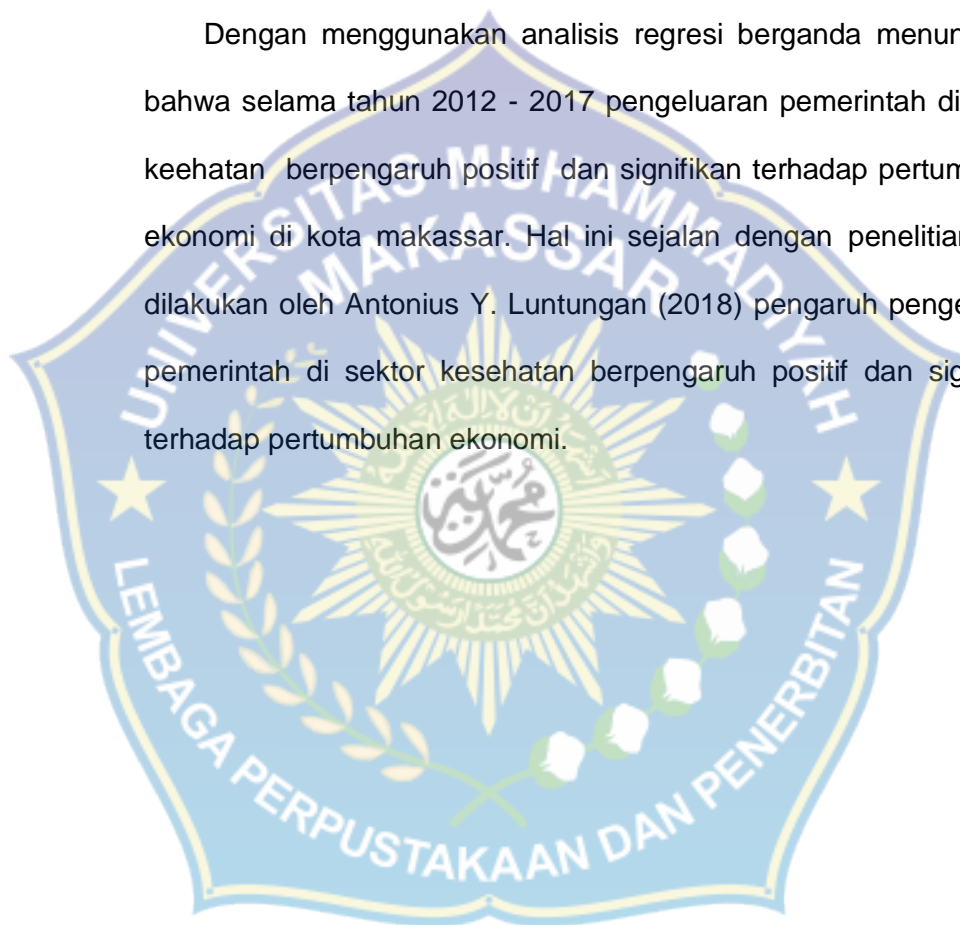 Dengan menggunakan analisis regresi berganda menun
bahwa selama tahun 2012 - 2017 pengeluaran pemerintah di
keehatan berpengaruh positif dan signifikan terhadap pertum
ekonomi di kota makassar. Hal ini sejalan dengan penelitian
dilakukan oleh Antonius Y. Luntungan (2018) pengaruh penge
pemerintah di sektor kesehatan berpengaruh positif dan sig
terhadap pertumbuhan ekonomi.
UNIVERSITAS MUHAMMADIYAH
MAKASSAR
محمد
LEMBAGA PERPUSTAKAAN DAN PENERBITAN